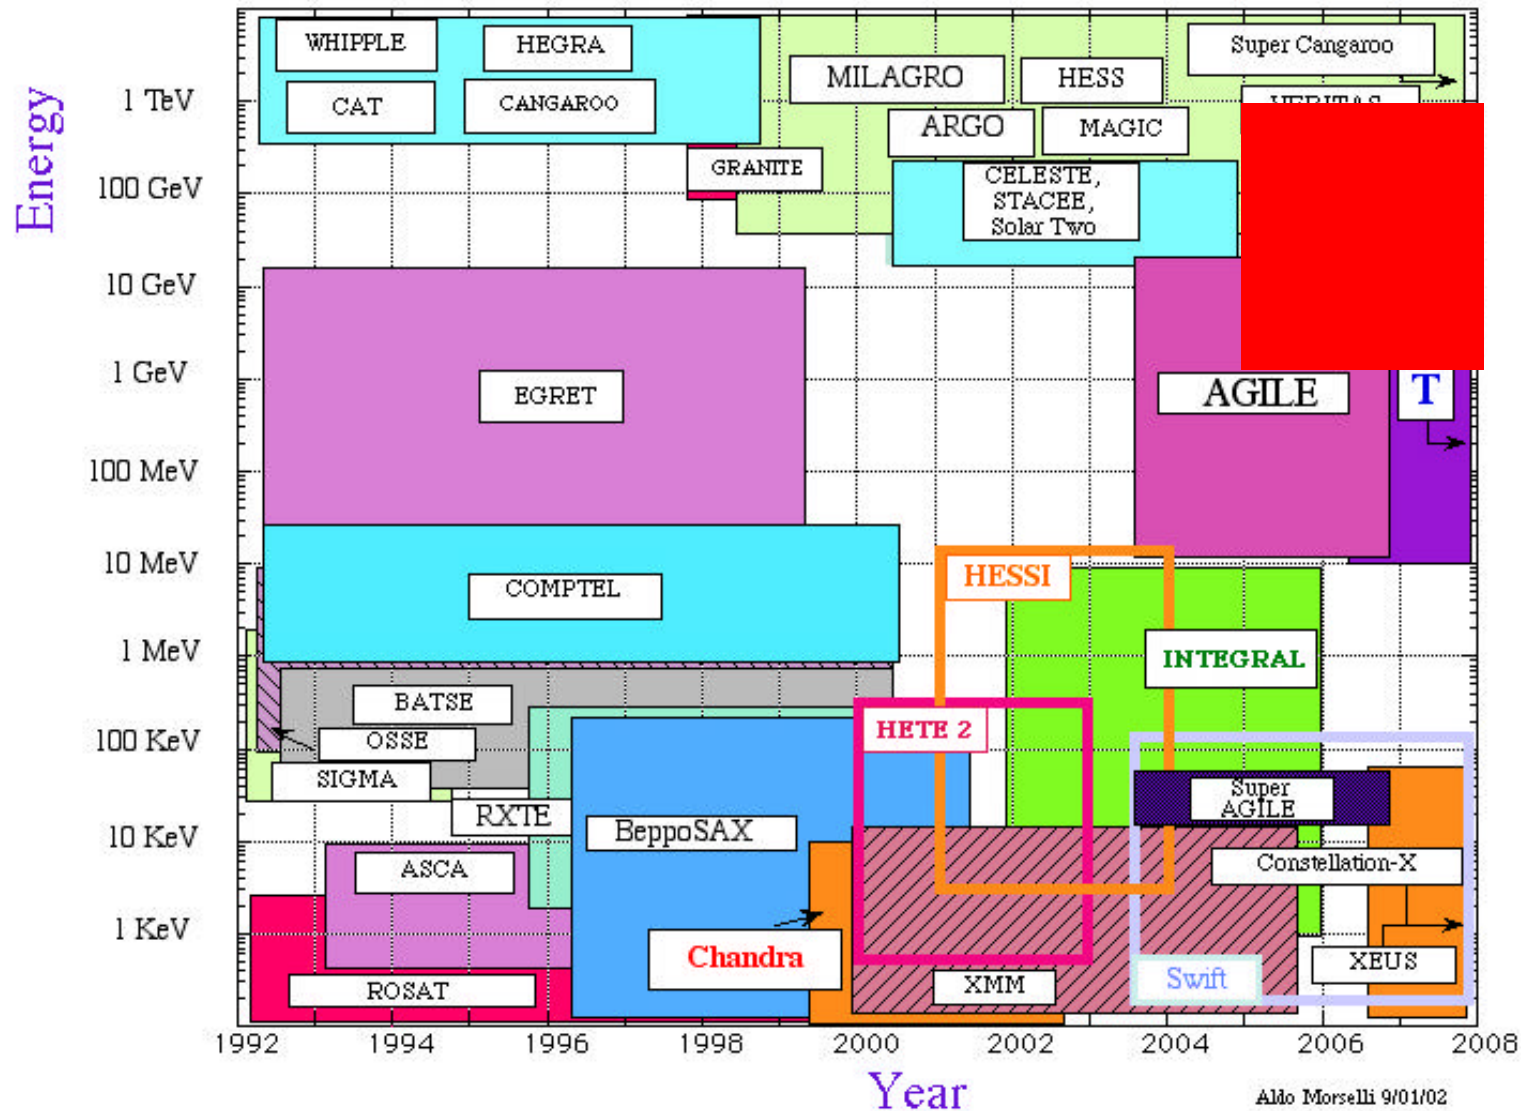 Energy
1 TeV
100 GeV
10 GeV
1 GeV
100 MeV
10 MeV
1 MeV
100 KeV
10 KeV
1 KeV
WHIPPLE
HEGRA
CAT
CANGAROO
MILAGRO
HESS
Super Cangaroo
VERITAS
ARGO
MAGIC
GRANITE
CELESTE,
STACEE,
Solar Two
EGRET
AGILE
T
COMPTEL
HESSI
INTEGRAL
BATSE
OSSE
SIGMA
HETE 2
RXTE
BeppoSAX
Super
AGILE
ASCA
Constellation-X
Chandra
XEUS
ROSAT
XMM
Swift
1992 1994 1996 1998 2000 2002 2004 2006 2008
Year
Aldo Morselli 9/01/02